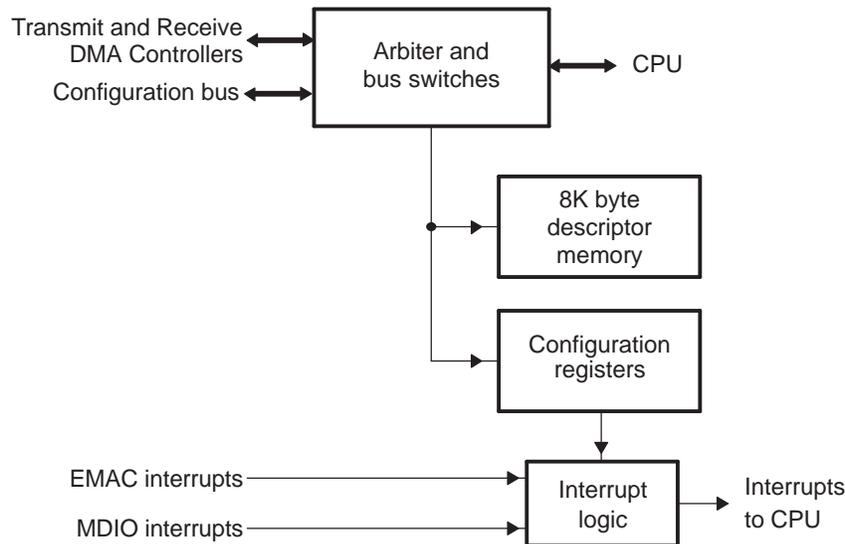 Transmit and Receive
DMA Controllers
Configuration bus
Arbiter and
bus switches
CPU
8K byte
descriptor
memory
Configuration
registers
EMAC interrupts
MDIO interrupts
Interrupt
logic
Interrupts
to CPU